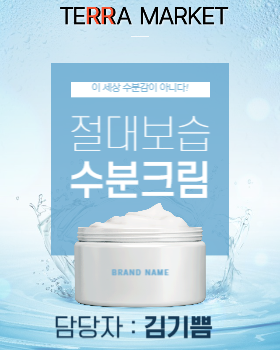 TERRA MARKET
이 세상 수분감이 아니다!
절대보습
수분크림
BRAND NAME
담당자 : 김기쁨